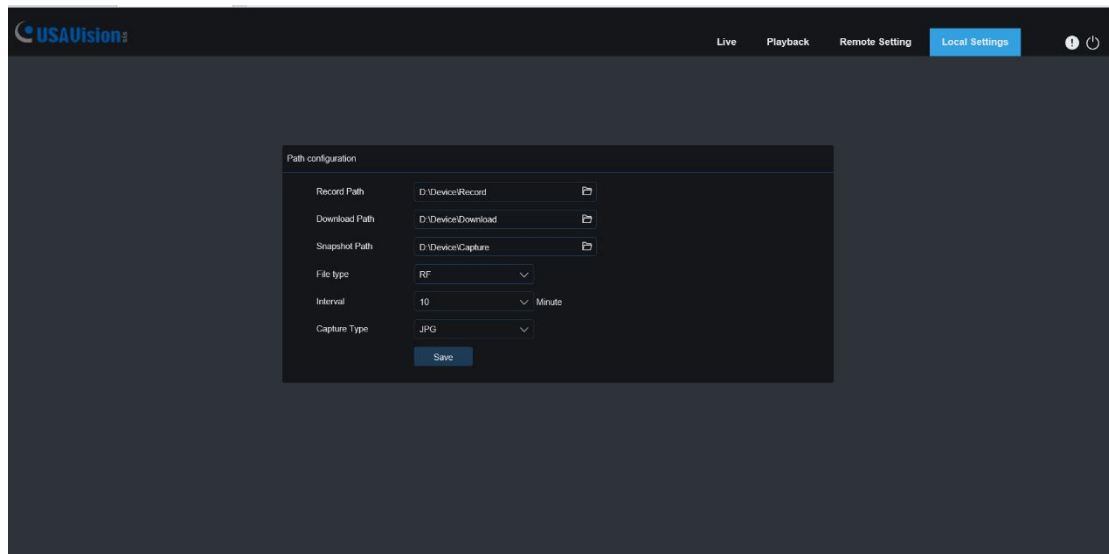 USAVision SYS
Live Playback Remote Setting Local Settings
Path configuration
Record Path D:\Device\Record
Download Path D:\Device\Download
Snapshot Path D:\Device\Capture
File type RF
Interval 10 Minute
Capture Type JPG
Save